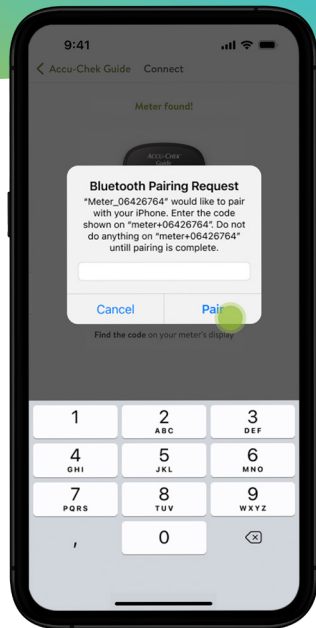 9:41
Accu-Chek Guide Connect
Meter found!
ACCU-CHEK
Guide
Bluetooth Pairing Request
"Meter_06426764" would like to pair
with your iPhone. Enter the
code
shown on "meter+06426764". Do not
do anything on "meter+06426764"
untill pairing is complete.
Cancel Pair
Find the code on your meter's display
1 2 3
ABC DEF
4 5 6
GHI JKL MNO
7 8 9
PQRS TUV WXYZ
, 0